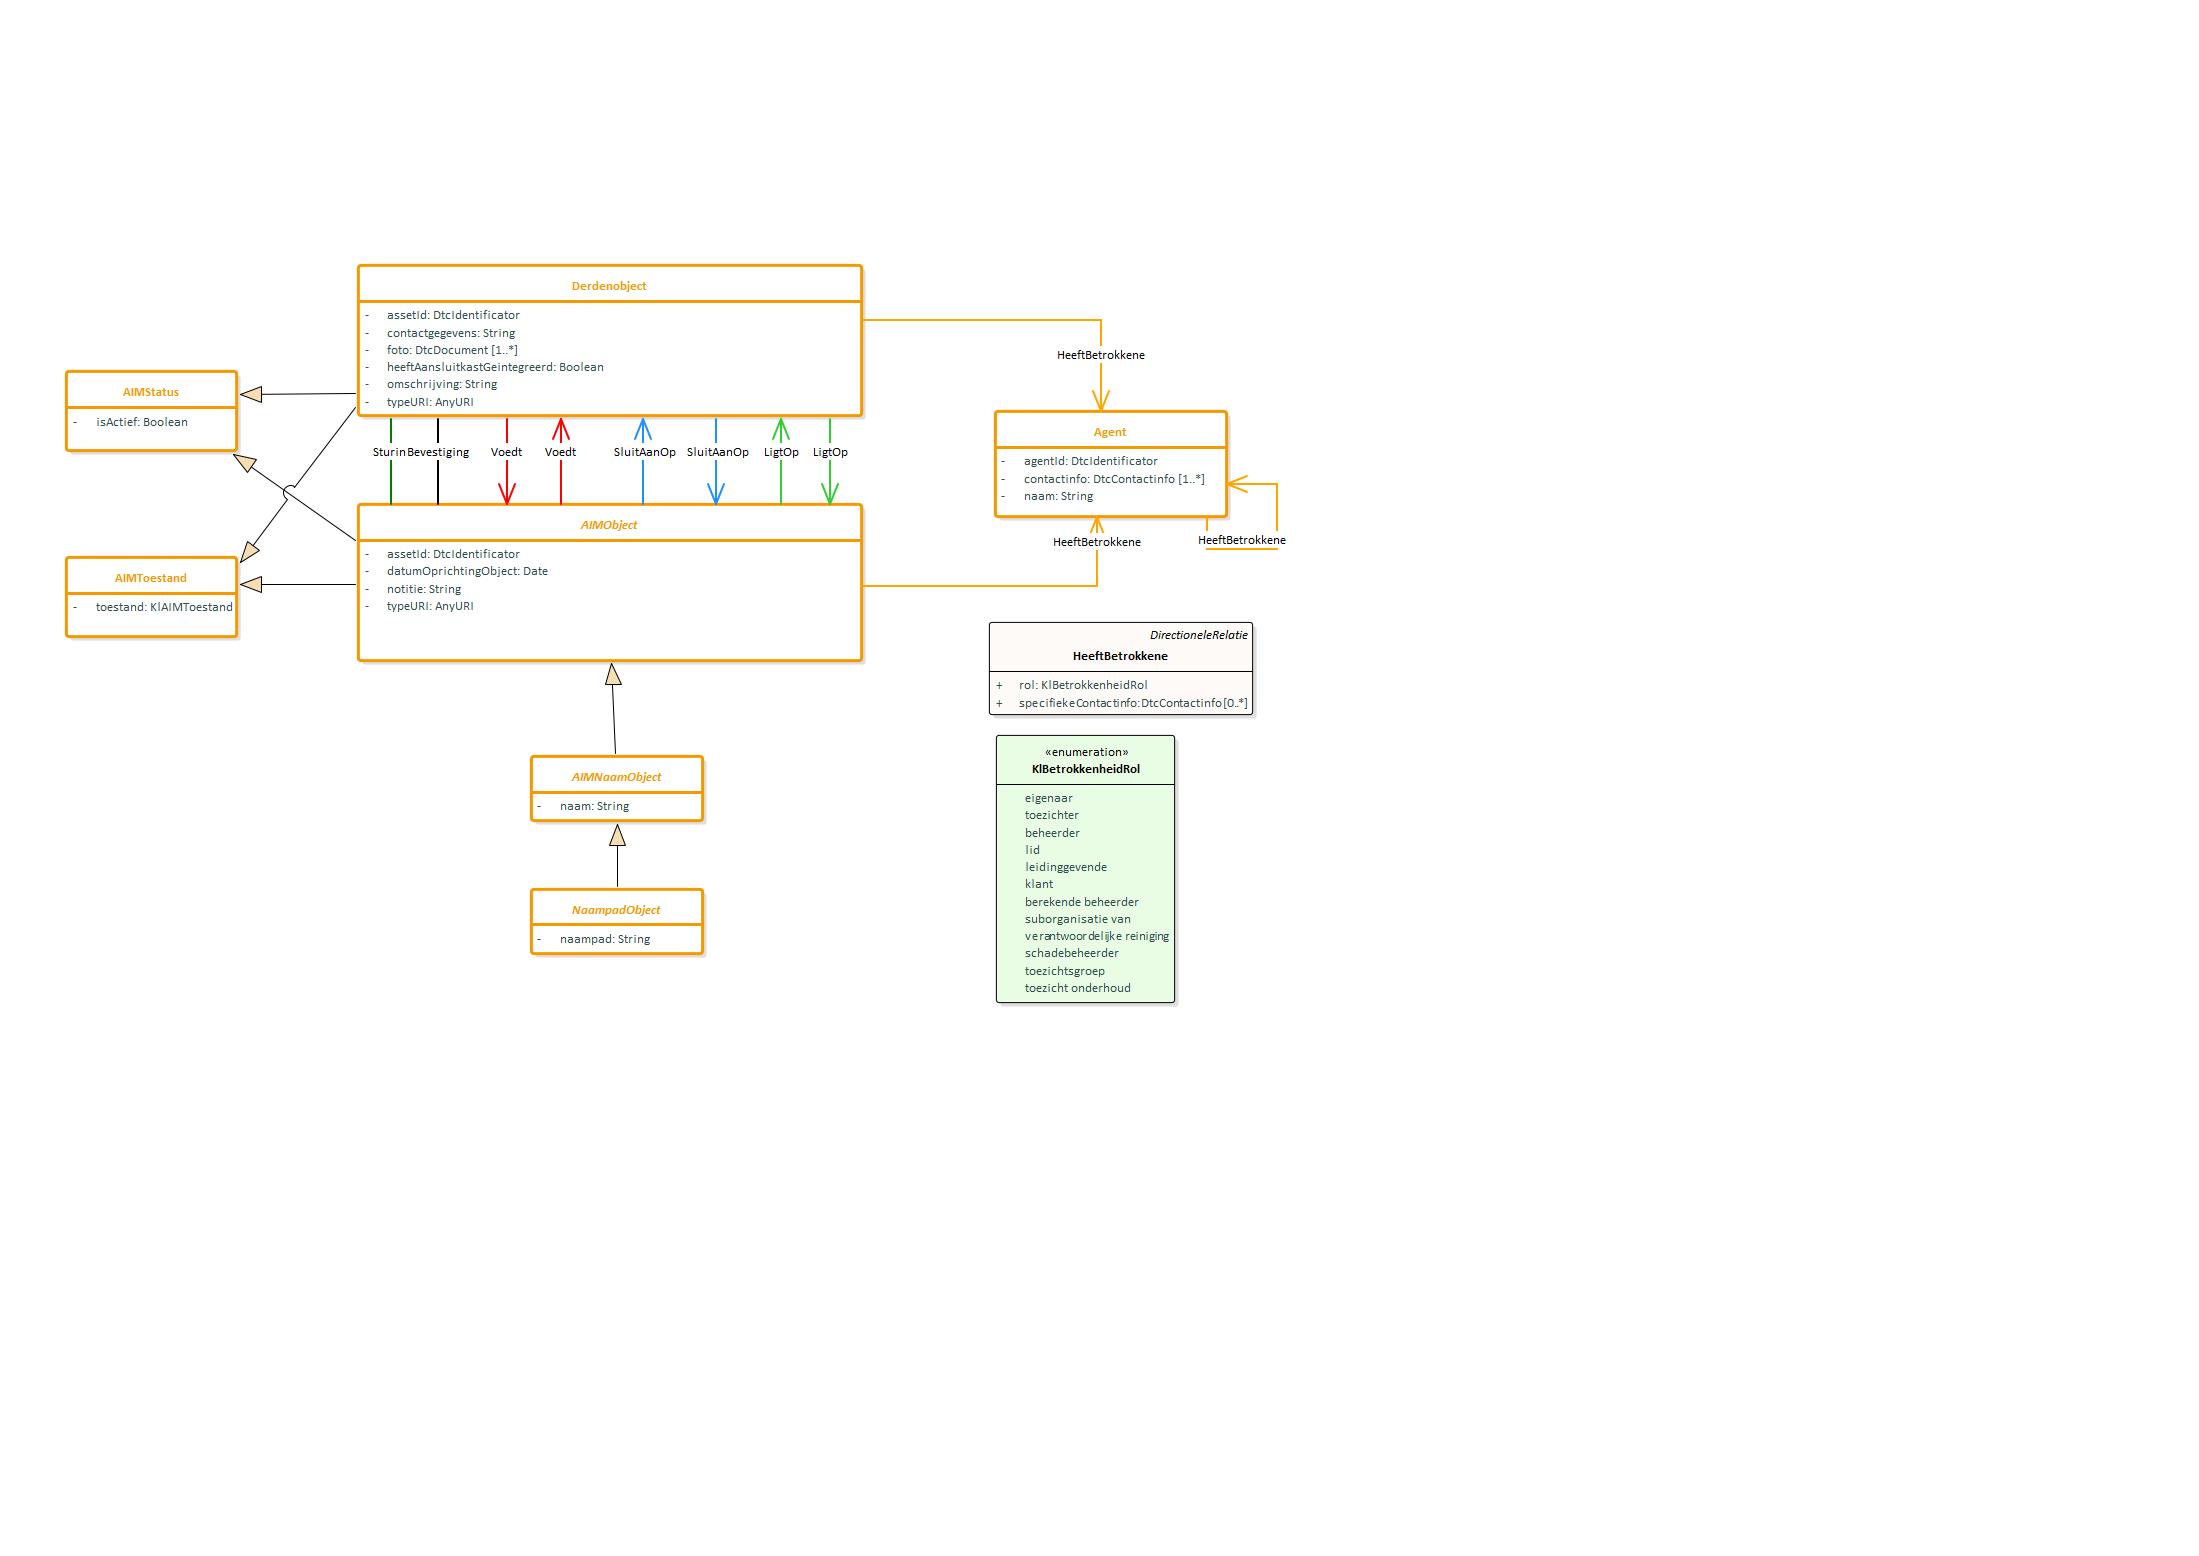 Derdenobject
- assetId: DtcIdentificator
- contactgegevens: String
- foto: DtcDocument [1..*]
- heeftAansluitkastGeintegreerd: Boolean
- omschrijving: String
- typeURI: AnyURI
AIMStatus
- isActief: Boolean
AIMToestand
- toestand: KlAIMToestand
Sturin
Bevestiging
Voedt
Voedt
SluitAanOp
SluitAanOp
LigtOp
LigtOp
AIMObject
- assetId: DtcIdentificator
- datumOprichtingObject: Date
- notitie: String
- typeURI: AnyURI
AIMNaamObject
- naam: String
NaampadObject
- naampad: String
HeeftBetrokkene
Agent
- agentId: DtcIdentificator
- contactinfo: DtcContactinfo [1..*]
- naam: String
HeeftBetrokkene
HeeftBetrokkene
DirectioneleRelatie
HeeftBetrokkene
+ rol: KlBetrokkenheidRol
+ specifiekeContactinfo: DtcContactinfo [0..*]
«enumeration»
KlBetrokkenheidRol
eigenaar
toezichter
beheerder
lid
leidinggevende
klant
berekende beheerder
suborganisatie van
verantwoordelijke reiniging
schadebeheerder
toezichtsgroep
toezicht onderhoud